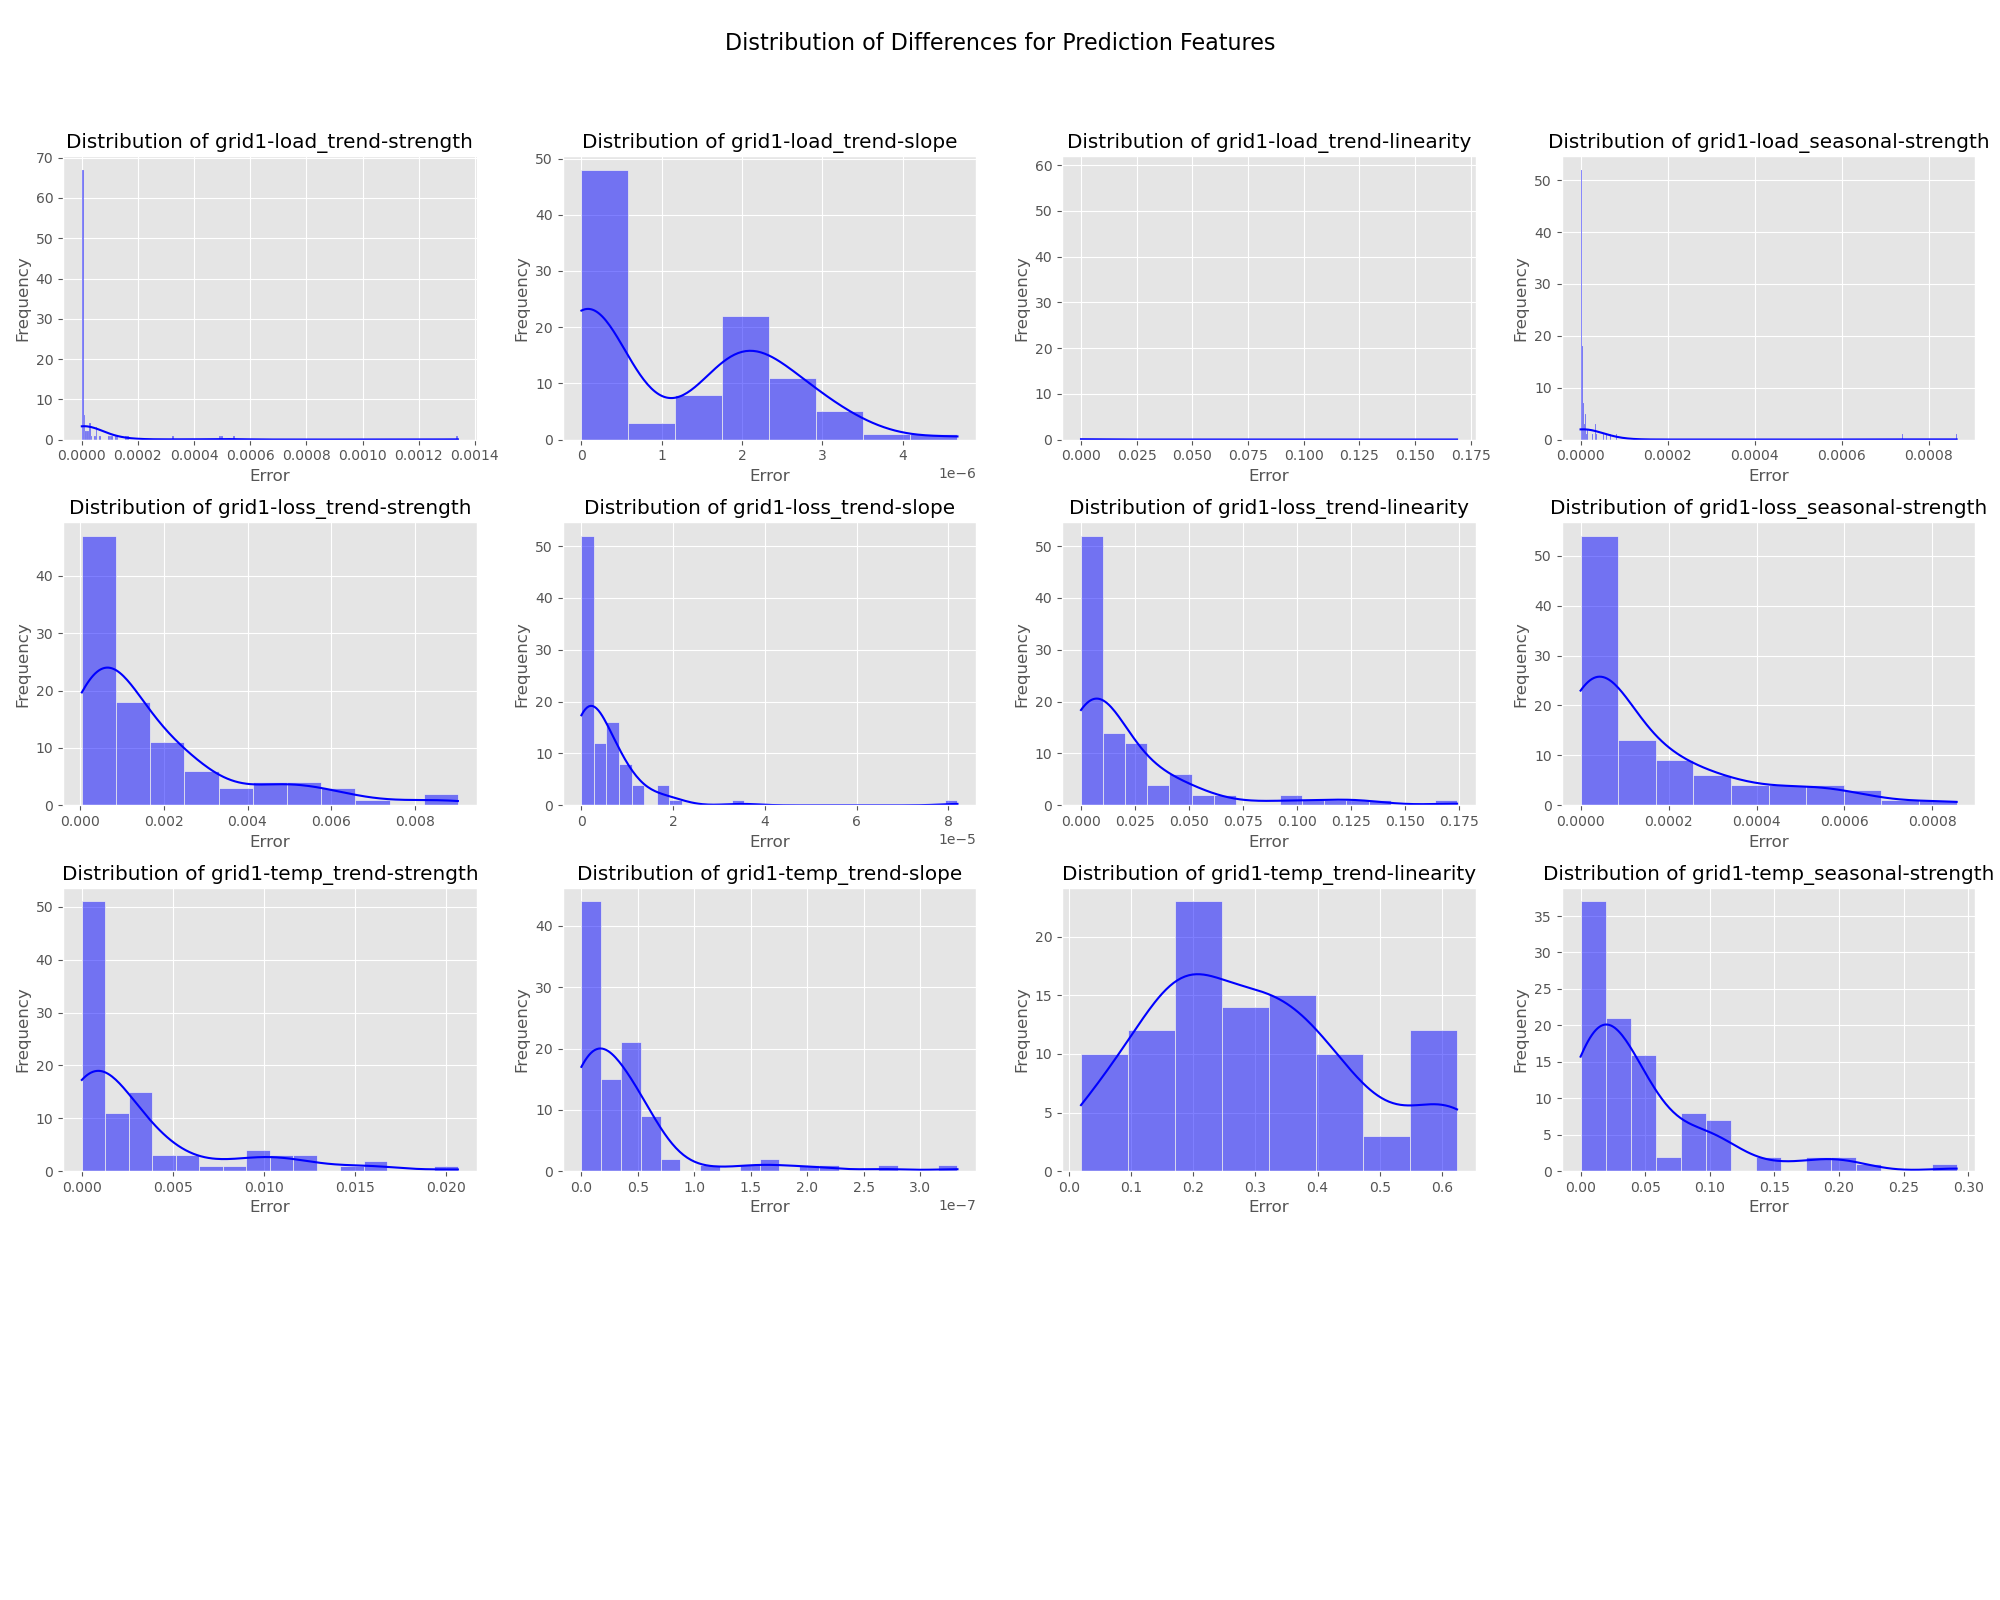 Distribution of Differences for Prediction Features
Distribution of grid1-load_trend-strength
70
60
50
40
30
20
10
0
Frequency
0.0000 0.0002 0.0004 0.0006 0.0008 0.0010 0.0012 0.0014
Error
Distribution of grid1-load_trend-slope
50
40
30
20
10
0
Frequency
0 1 2 3 4
1e−6
Error
Distribution of grid1-load_trend-linearity
60
50
40
30
20
10
0
Frequency
0.000 0.025 0.050 0.075 0.100 0.125 0.150 0.175
Error
Distribution of grid1-load_seasonal-strength
50
40
30
20
10
0
Frequency
0.0000 0.0002 0.0004 0.0006 0.0008
Error
Distribution of grid1-loss_trend-strength
40
30
20
10
0
Frequency
0.000 0.002 0.004 0.006 0.008
Error
Distribution of grid1-loss_trend-slope
50
40
30
20
10
0
Frequency
0 2 4 6 8
1e−5
Error
Distribution of grid1-loss_trend-linearity
50
40
30
20
10
0
Frequency
0.000 0.025 0.050 0.075 0.100 0.125 0.150 0.175
Error
Distribution of grid1-loss_seasonal-strength
50
40
30
20
10
0
Frequency
0.0000 0.0002 0.0004 0.0006 0.0008
Error
Distribution of grid1-temp_trend-strength
50
40
30
20
10
0
Frequency
0.000 0.005 0.010 0.015 0.020
Error
Distribution of grid1-temp_trend-slope
40
30
20
10
0
Frequency
0.0 0.5 1.0 1.5 2.0 2.5 3.0
1e−7
Error
Distribution of grid1-temp_trend-linearity
20
15
10
5
0
Frequency
0.0 0.1 0.2 0.3 0.4 0.5 0.6
Error
Distribution of grid1-temp_seasonal-strength
35
30
25
20
15
10
5
0
Frequency
0.00 0.05 0.10 0.15 0.20 0.25 0.30
Error